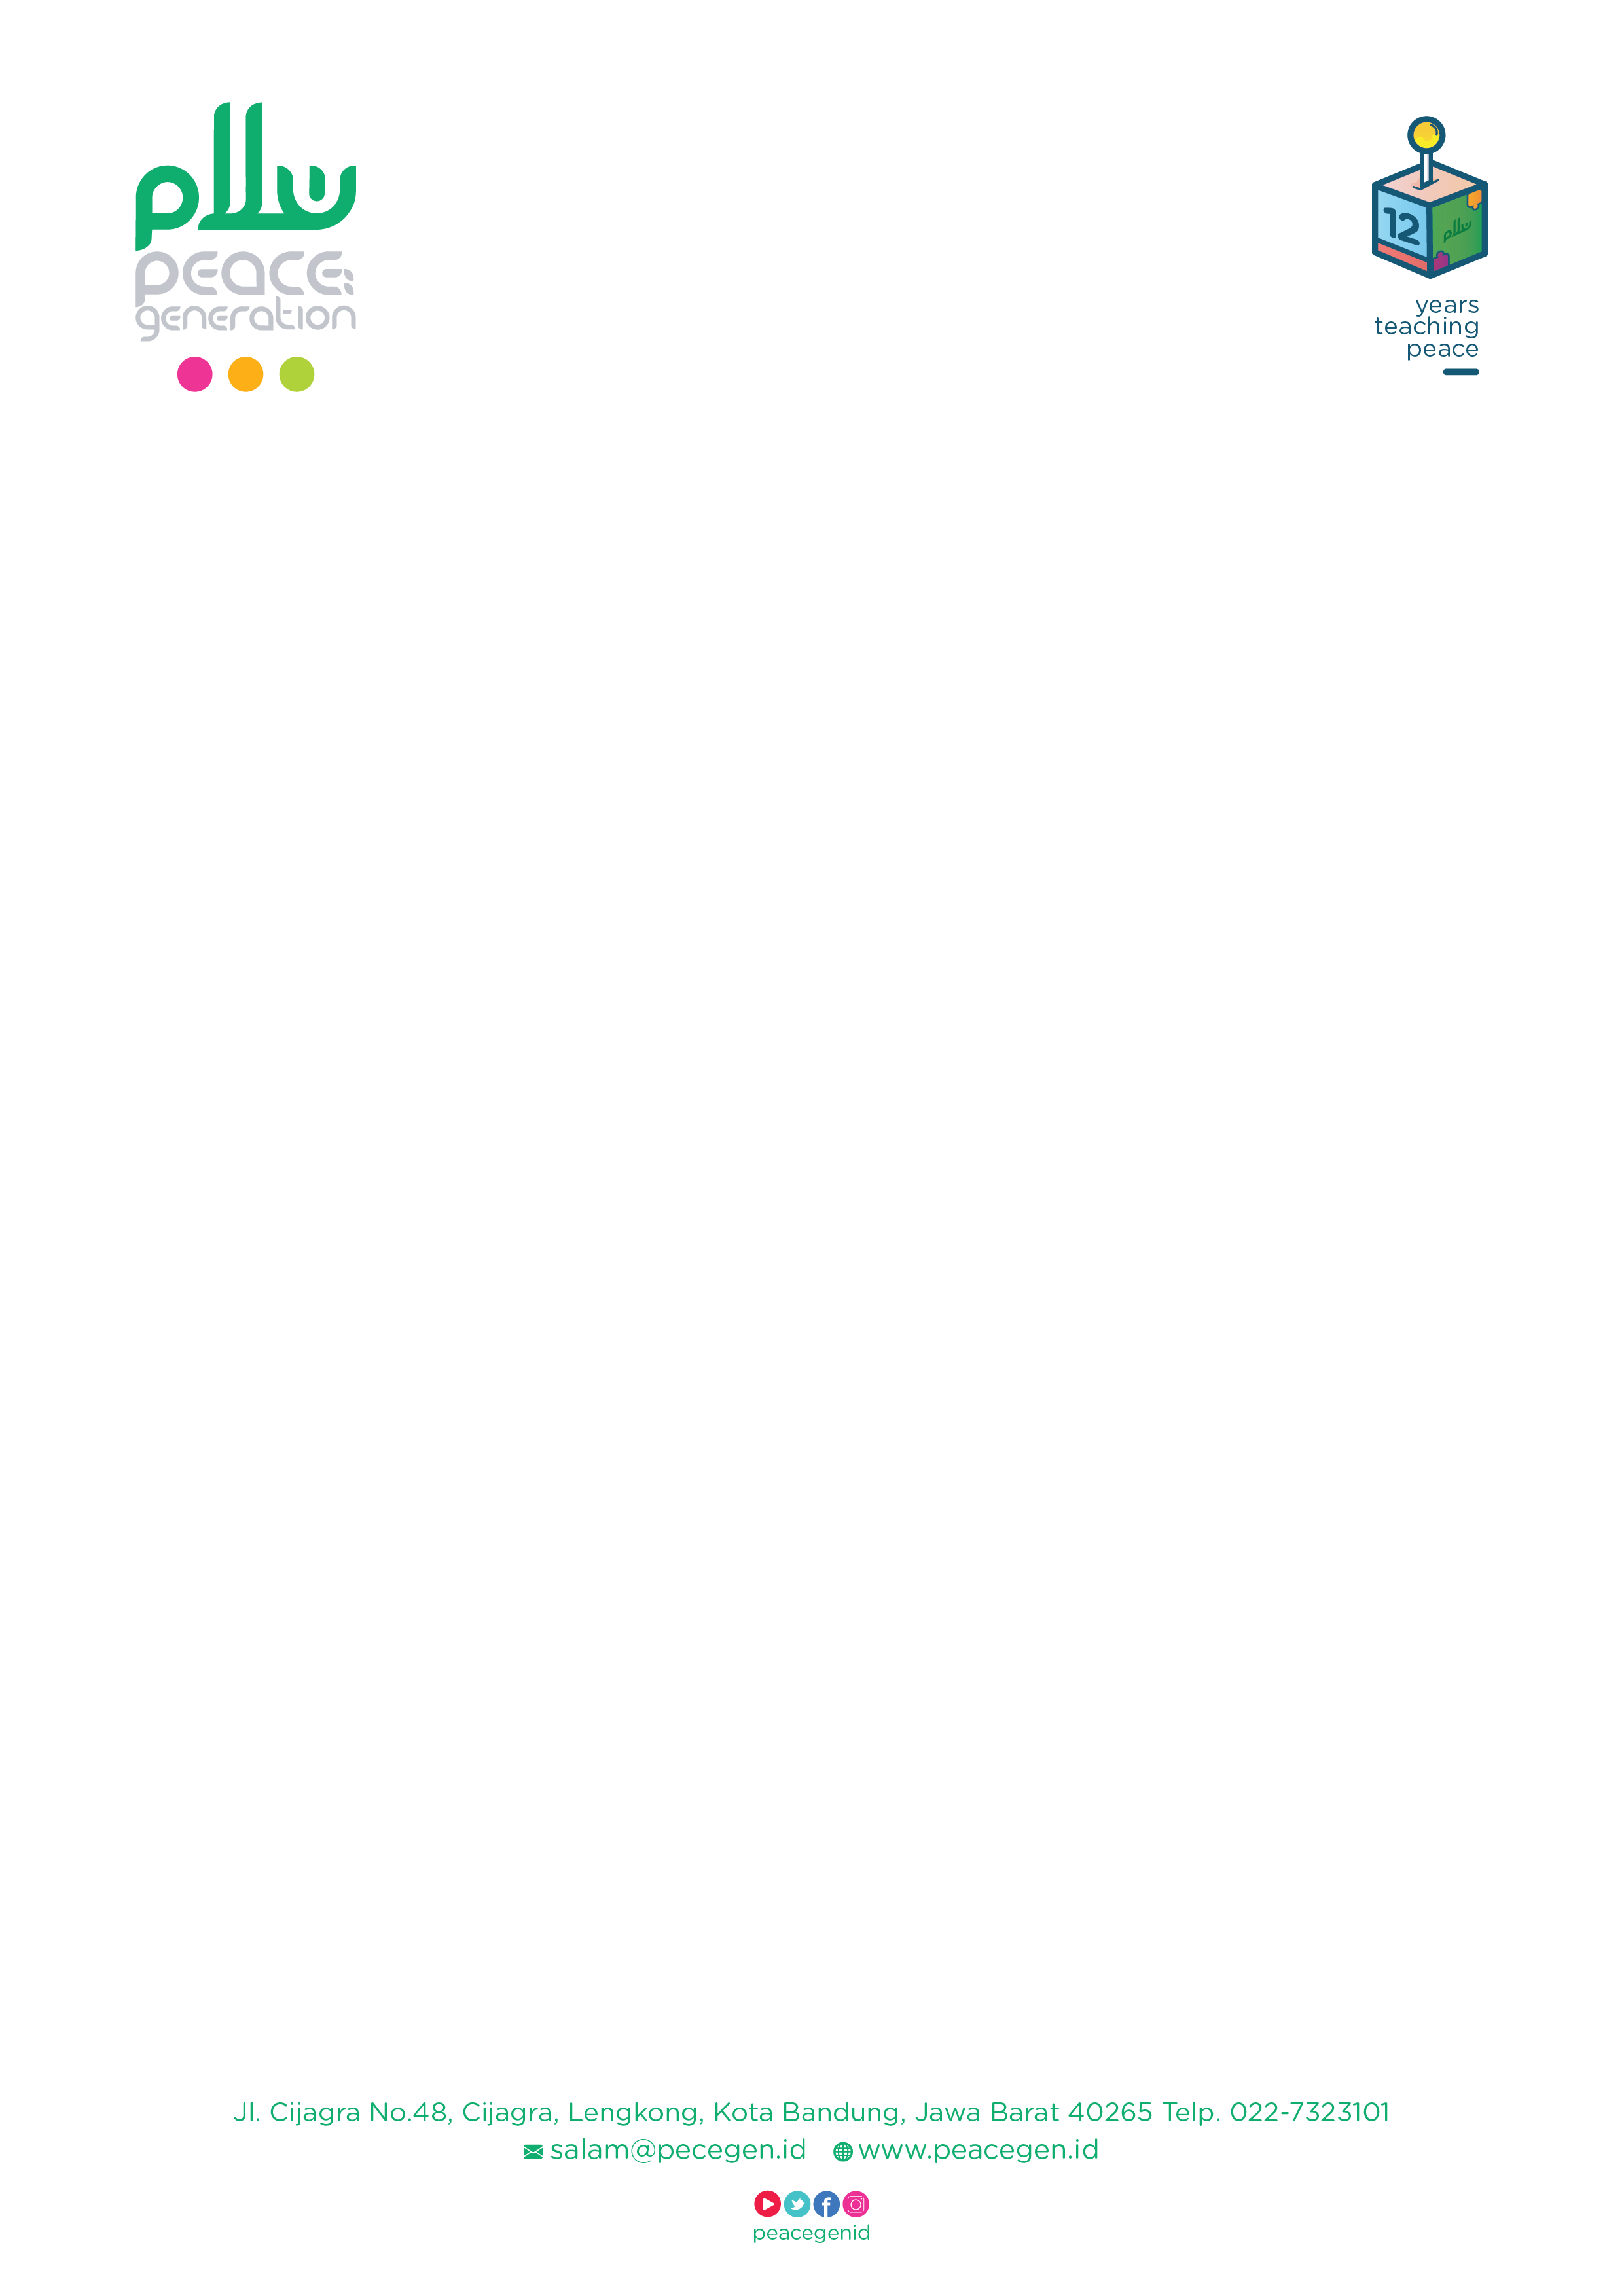 سلام
peace
generation
12
سلام
years
teaching
peace
Jl. Cijagra No.48, Cijagra, Lengkong, Kota Bandung, Jawa Barat 40265 Telp. 022-7323101
salam@pecegen.id www.peacegen.id
peacegenid